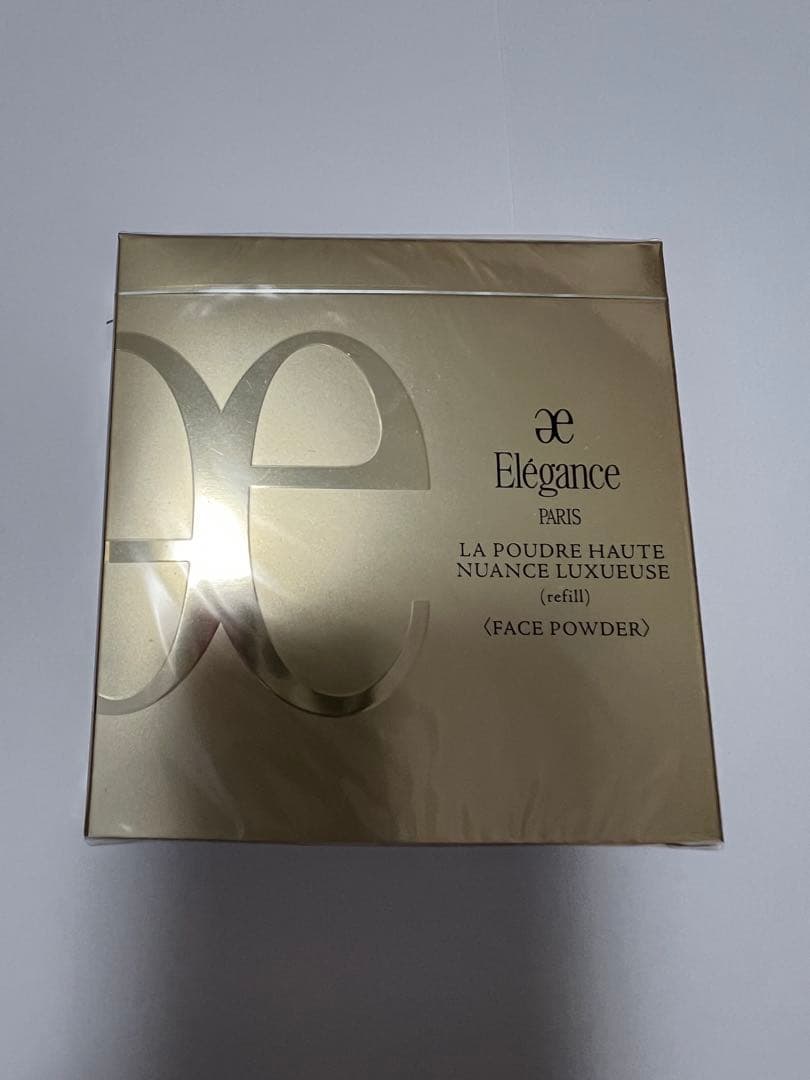 æ
Elégance
PARIS
LA POUDRE HAUTE
NUANCE LUXUEUSE
(refill)
〈FACE POWDER〉